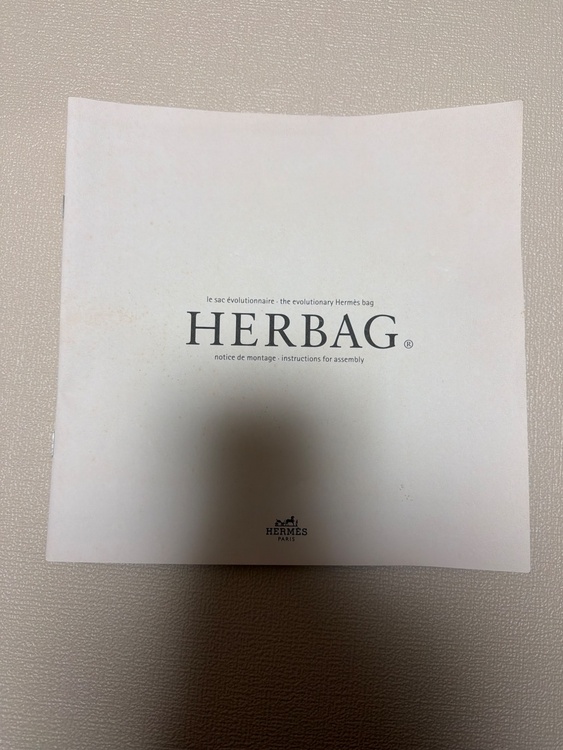 le sac évolutionnaire · the evolutionary Hermès bag
HERBAG®
notice de montage · instructions for assembly
HERMÈS
PARIS